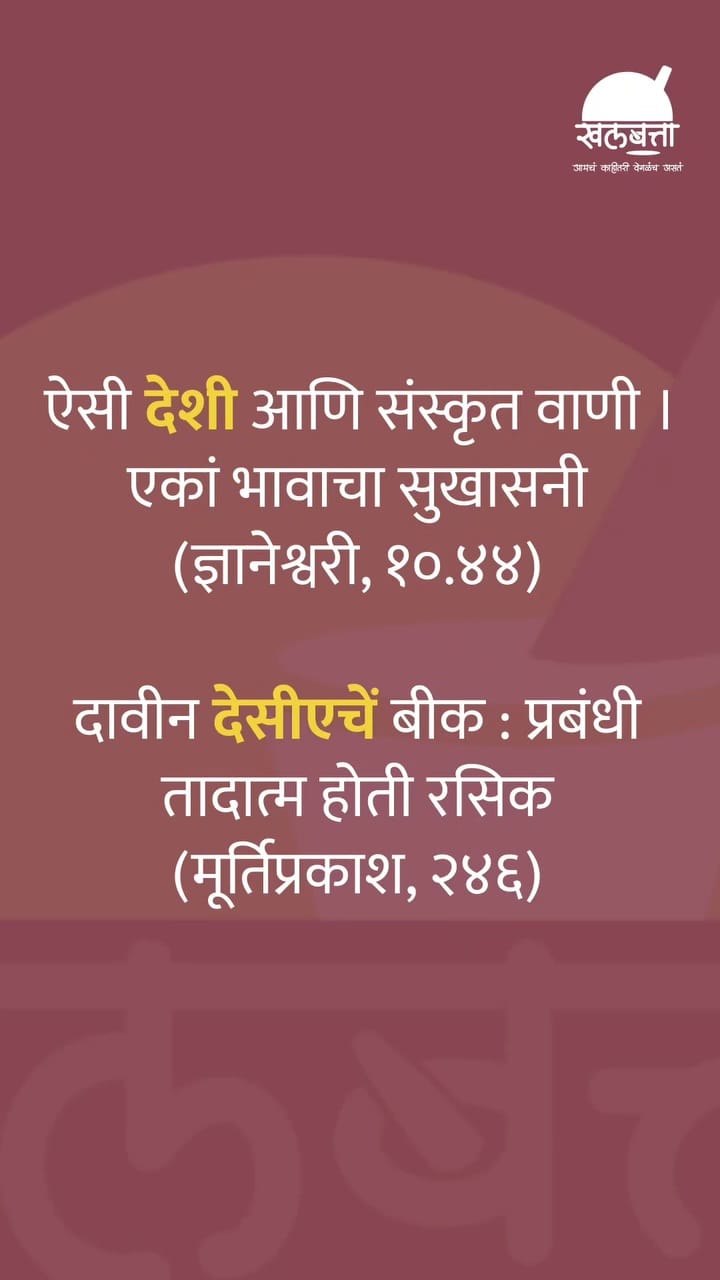 खलबत्ता
आमचं काहीतरी वेगळंच असतं
ऐसी देशी आणि संस्कृत वाणी ।
एकां भावाचा सुखासनी
(ज्ञानेश्वरी, १०.४४)
दावीन देसीएचें बीक : प्रबंधी
तादात्म होती रसिक
(मूर्तिप्रकाश, २४६)